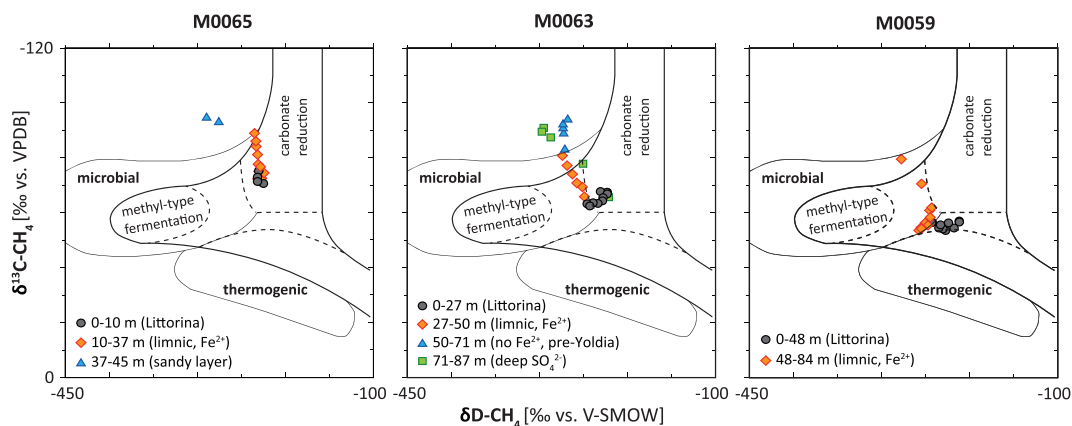 M0065
M0063
M0059
δ¹³C-CH₄ [‰ vs. VPDB]
-120
0
microbial
methyl-type
fermentation
carbonate
reduction
thermogenic
0-10 m (Littorina)
10-37 m (limnic, Fe²⁺)
37-45 m (sandy layer)
-450
-100
microbial
methyl-type
fermentation
carbonate
reduction
thermogenic
0-27 m (Littorina)
27-50 m (limnic, Fe²⁺)
50-71 m (no Fe²⁺, pre-Yoldia)
71-87 m (deep SO₄²⁻)
-450
-100
microbial
methyl-type
fermentation
carbonate
reduction
thermogenic
0-48 m (Littorina)
48-84 m (limnic, Fe²⁺)
-450
-100
δD-CH₄ [‰ vs. V-SMOW]